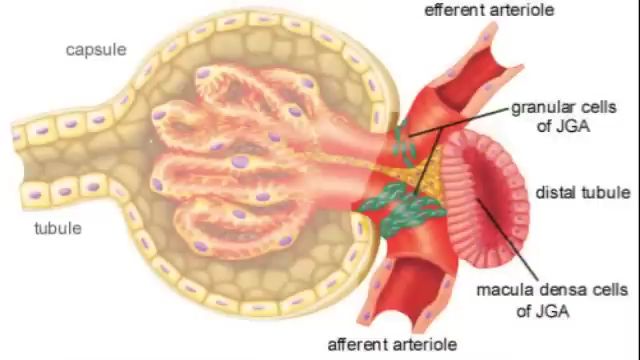 efferent arteriole
capsule
granular cells
of JGA
distal tubule
tubule
macula densa cells
of JGA
afferent arteriole